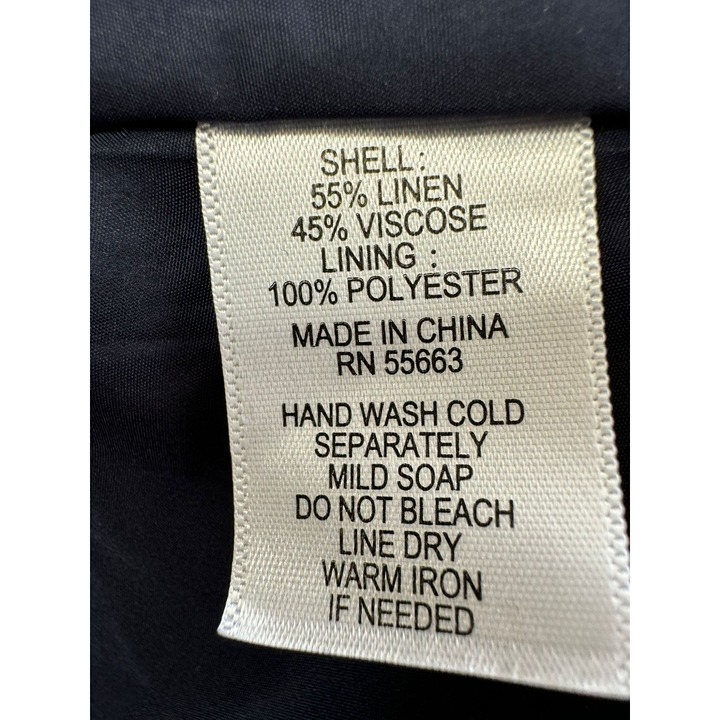 SHELL :
55% LINEN
45% VISCOSE
LINING :
100% POLYESTER
MADE IN CHINA
RN 55663
HAND WASH COLD
SEPARATELY
MILD SOAP
DO NOT BLEACH
LINE DRY
WARM IRON
IF NEEDED